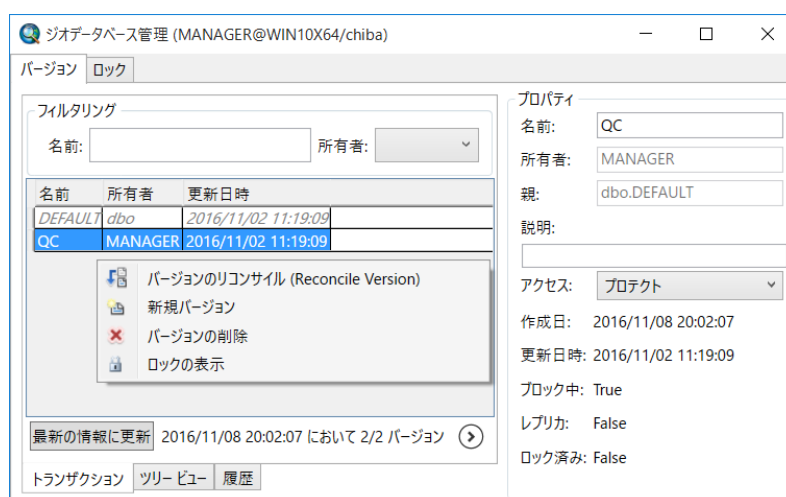 ジオデータベース管理 (MANAGER@WIN10X64/chiba)
バージョン ロック
フィルタリング
名前: 所有者:
名前 所有者 更新日時
DEFAULT dbo 2016/11/02 11:19:09
QC MANAGER 2016/11/02 11:19:09
バージョンのリコンサイル (Reconcile Version)
新規バージョン
バージョンの削除
ロックの表示
最新の情報に更新 2016/11/08 20:02:07 において 2/2 バージョン
トランザクション ツリー ビュー 履歴
プロパティ
名前: QC
所有者: MANAGER
親: dbo.DEFAULT
説明:
アクセス: プロテクト
作成日: 2016/11/08 20:02:07
更新日時: 2016/11/02 11:19:09
ブロック中: True
レプリカ: False
ロック済み: False